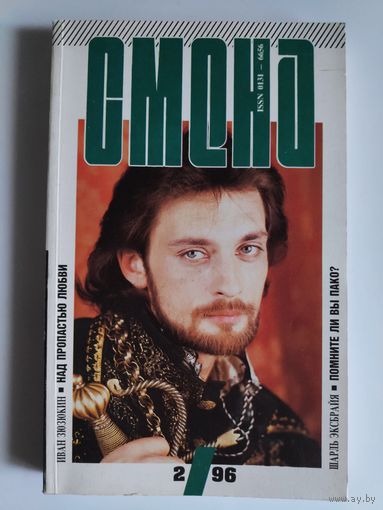 СМЕНА
ISSN 0131 – 6656
ИВАН ЗЮЗЮКИН ■ НАД ПРОПАСТЬЮ ЛЮБВИ
ШАРЛЬ ЭКСБРАЙЯ ■ ПОМНИТЕ ЛИ ВЫ ПАКО?
2/96
www.ay.by